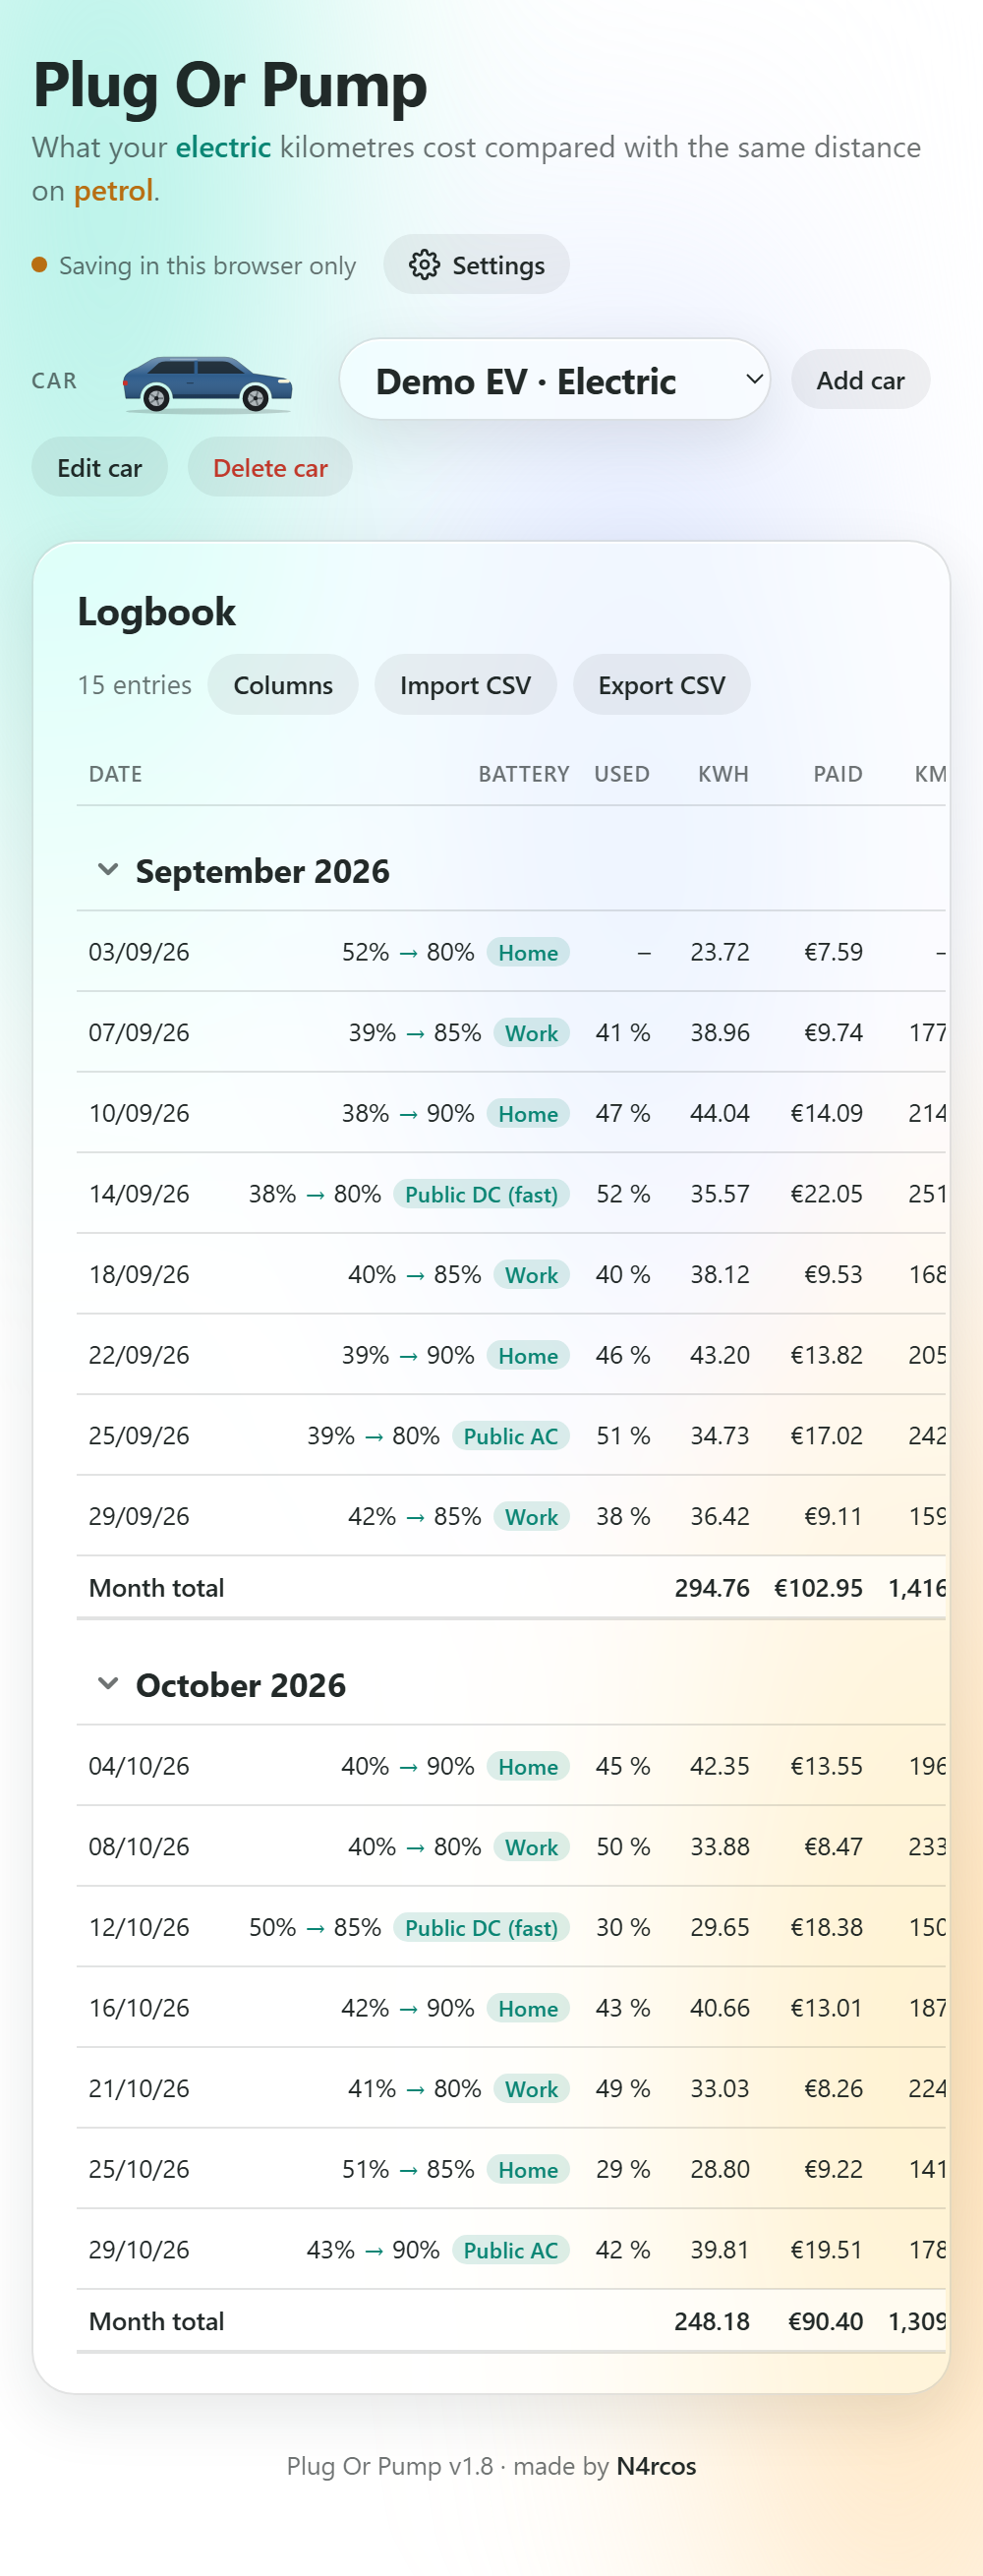 Plug Or Pump
What your electric kilometres cost compared with the same distance
on petrol.
Saving in this browser only Settings
CAR Demo EV · Electric Add car
Edit car Delete car
Logbook
15 entries Columns Import CSV Export CSV
DATE BATTERY USED KWH PAID KM
September 2026
03/09/26 52% → 80% Home – 23.72 €7.59 –
07/09/26 39% → 85% Work 41 % 38.96 €9.74 177
10/09/26 38% → 90% Home 47 % 44.04 €14.09 214
14/09/26 38% → 80% Public DC (fast) 52 % 35.57 €22.05 251
18/09/26 40% → 85% Work 40 % 38.12 €9.53 168
22/09/26 39% → 90% Home 46 % 43.20 €13.82 205
25/09/26 39% → 80% Public AC 51 % 34.73 €17.02 242
29/09/26 42% → 85% Work 38 % 36.42 €9.11 159
Month total 294.76 €102.95 1,416
October 2026
04/10/26 40% → 90% Home 45 % 42.35 €13.55 196
08/10/26 40% → 80% Work 50 % 33.88 €8.47 233
12/10/26 50% → 85% Public DC (fast) 30 % 29.65 €18.38 150
16/10/26 42% → 90% Home 43 % 40.66 €13.01 187
21/10/26 41% → 80% Work 49 % 33.03 €8.26 224
25/10/26 51% → 85% Home 29 % 28.80 €9.22 141
29/10/26 43% → 90% Public AC 42 % 39.81 €19.51 178
Month total 248.18 €90.40 1,309
Plug Or Pump v1.8 · made by N4rcos